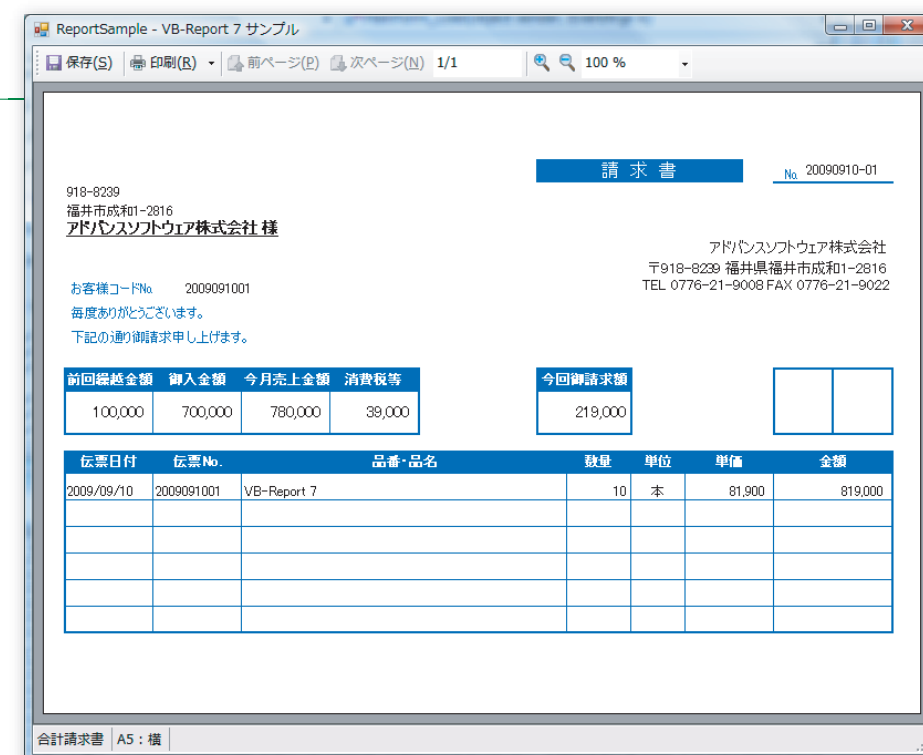 ReportSample - VB-Report 7 サンプル
保存(S) 印刷(R) 前ページ(P) 次ページ(N) 1/1 100 %
請 求 書
No. 20090910-01
918-8239
福井市成和1-2816
アドバンスソフトウェア株式会社 様
アドバンスソフトウェア株式会社
〒918-8239 福井県福井市成和1-2816
TEL 0776-21-9008 FAX 0776-21-9022
お客様コードNo. 2009091001
毎度ありがとうございます。
下記の通り御請求申し上げます。
前回繰越金額 御入金額 今月売上金額 消費税等 今回御請求額
100,000 700,000 780,000 39,000 219,000
伝票日付 伝票No. 品番・品名 数量 単位 単価 金額
2009/09/10 2009091001 VB-Report 7 10 本 81,900 819,000
合計請求書 A5：横